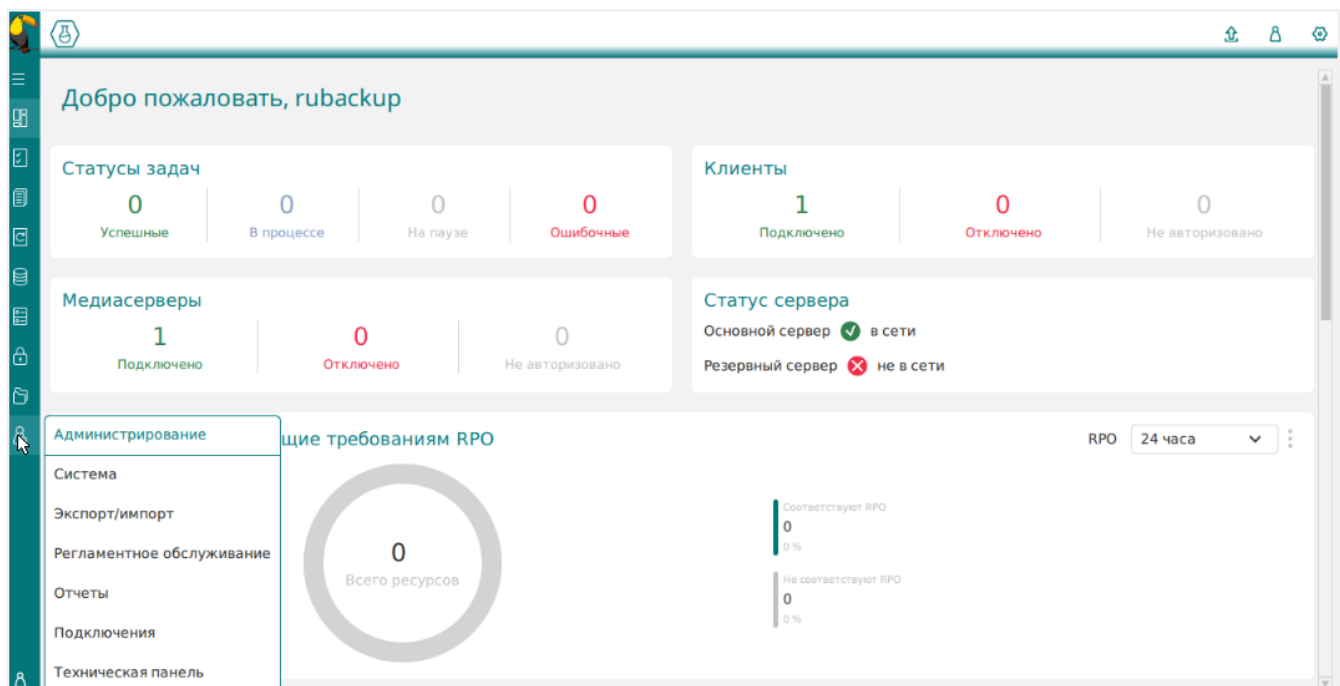 Добро пожаловать, rubackup
Статусы задач
0 0 0 0
Успешные В процессе На паузе Ошибочные
Клиенты
1 0 0
Подключено Отключено Не авторизовано
Медиасерверы
1 0 0
Подключено Отключено Не авторизовано
Статус сервера
Основной сервер в сети
Резервный сервер не в сети
Администрирование
Система
Экспорт/импорт
Регламентное обслуживание
Отчеты
Подключения
Техническая панель
щие требованиям RPO
RPO 24 часа
0
Всего ресурсов
Соответствуют RPO
0
0 %
Не соответствуют RPO
0
0 %